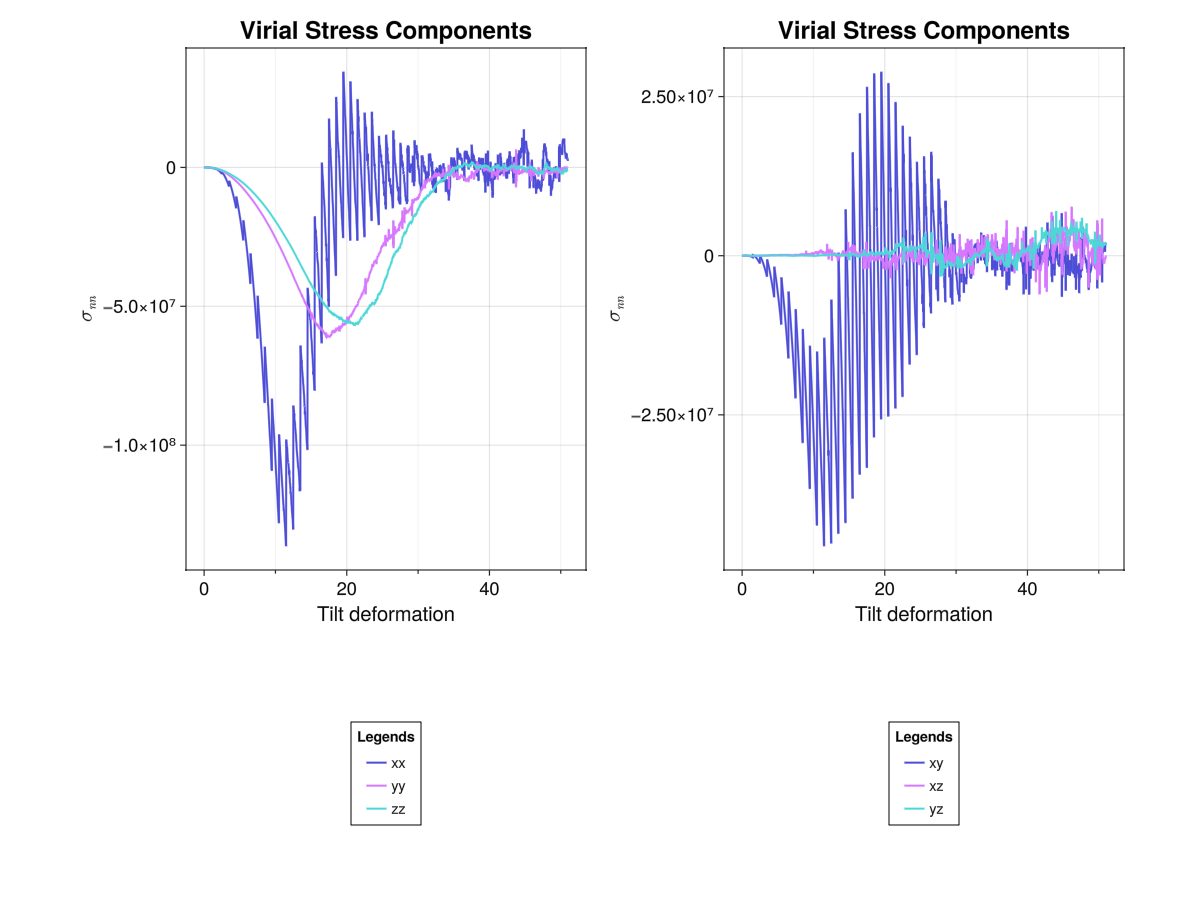 Virial Stress Components
0
−5.0×10⁷
−1.0×10⁸
σₙₙ
0 20 40
Tilt deformation
Legends
xx
yy
zz
Virial Stress Components
2.50×10⁷
0
−2.50×10⁷
σₙₙ
0 20 40
Tilt deformation
Legends
xy
xz
yz